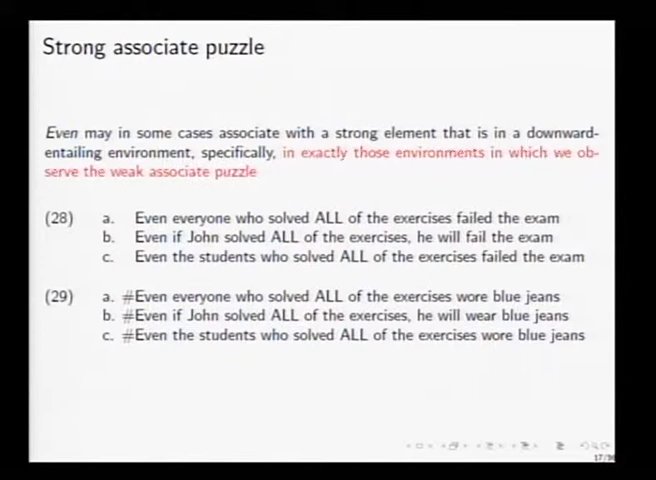 Strong associate puzzle
Even may in some cases associate with a strong element that is in a downward-
entailing environment, specifically, in exactly those environments in which we ob-
serve the weak associate puzzle
(28) a. Even everyone who solved ALL of the exercises failed the exam
b. Even if John solved ALL of the exercises, he will fail the exam
c. Even the students who solved ALL of the exercises failed the exam
(29) a. #Even everyone who solved ALL of the exercises wore blue jeans
b. #Even if John solved ALL of the exercises, he will wear blue jeans
c. #Even the students who solved ALL of the exercises wore blue jeans